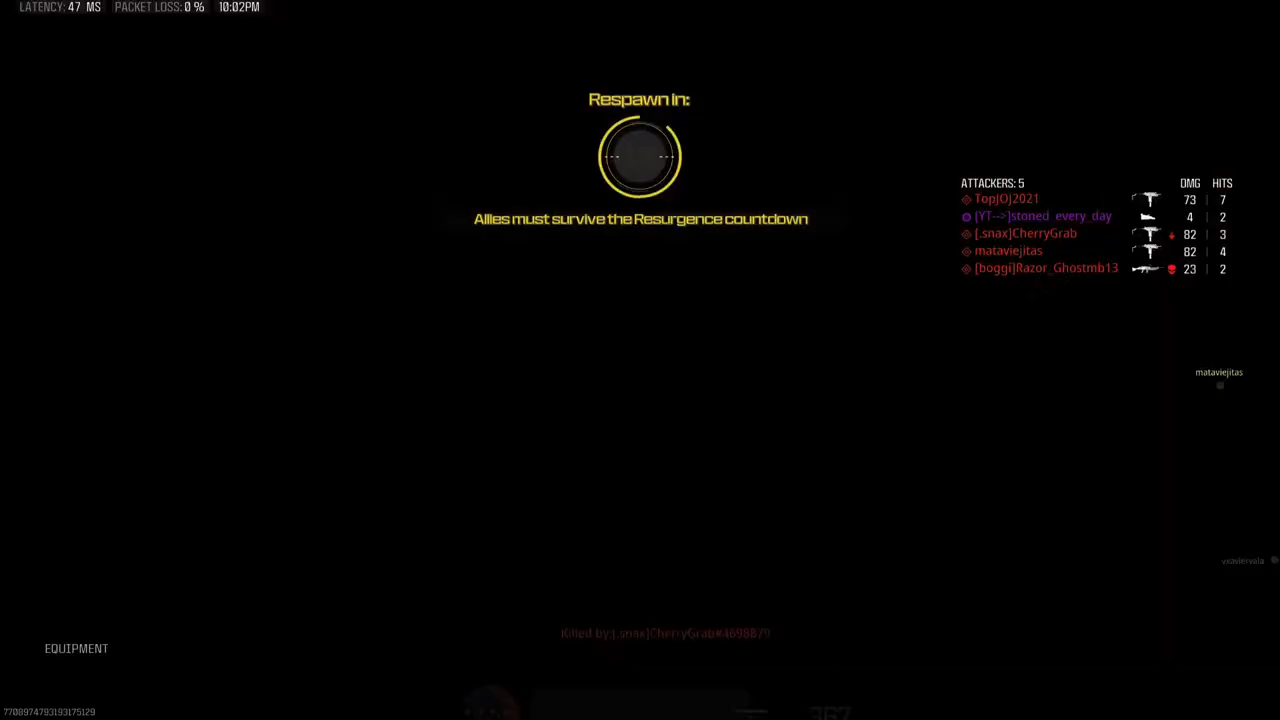 LATENCY: 47 MS PACKET LOSS: 0 % 10:02PM
Respawn in:
Allies must survive the Resurgence countdown
ATTACKERS: 5 DMG HITS
TopJOj2021 73 | 7
[YT-->]stoned_every_day 4 | 2
[.snax]CherryGrab 82 | 3
mataviejitas 82 | 4
[boggi]Razor_Ghostmb13 23 | 2
mataviejitas
Killed by:[.snax]CherryGrab#4698879
EQUIPMENT
367
7708974793193175129